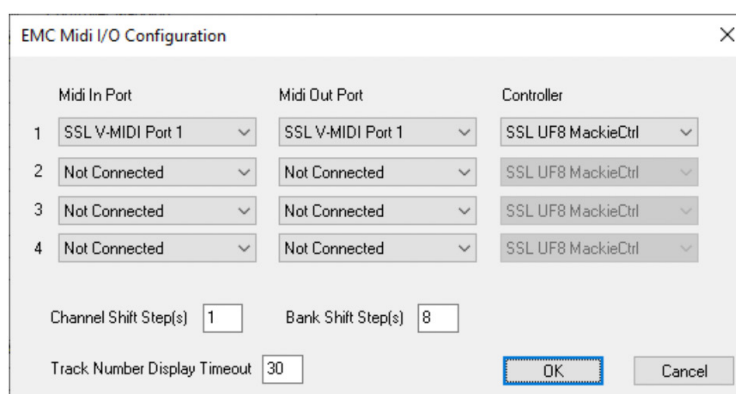 EMC Midi I/O Configuration
Midi In Port Midi Out Port Controller
1 SSL V-MIDI Port 1 SSL V-MIDI Port 1 SSL UF8 MackieCtrl
2 Not Connected Not Connected SSL UF8 MackieCtrl
3 Not Connected Not Connected SSL UF8 MackieCtrl
4 Not Connected Not Connected SSL UF8 MackieCtrl
Channel Shift Step(s) 1 Bank Shift Step(s) 8
Track Number Display Timeout 30 OK Cancel